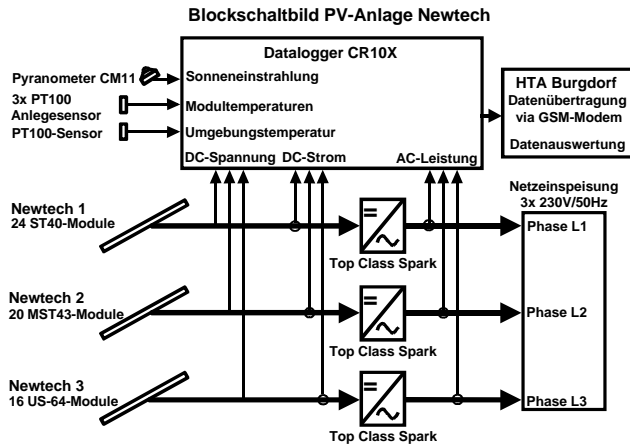 Blockschaltbild PV-Anlage Newtech
Datalogger CR10X
Pyranometer CM11
Sonneneinstrahlung
3x PT100
Anlegesensor
Modultemperaturen
PT100-Sensor
Umgebungstemperatur
DC-Spannung
DC-Strom
AC-Leistung
HTA Burgdorf
Datenübertragung
via GSM-Modem
Datenauswertung
Netzeinspeisung
3x 230V/50Hz
Newtech 1
24 ST40-Module
Top Class Spark
Phase L1
Newtech 2
20 MST43-Module
Top Class Spark
Phase L2
Newtech 3
16 US-64-Module
Top Class Spark
Phase L3